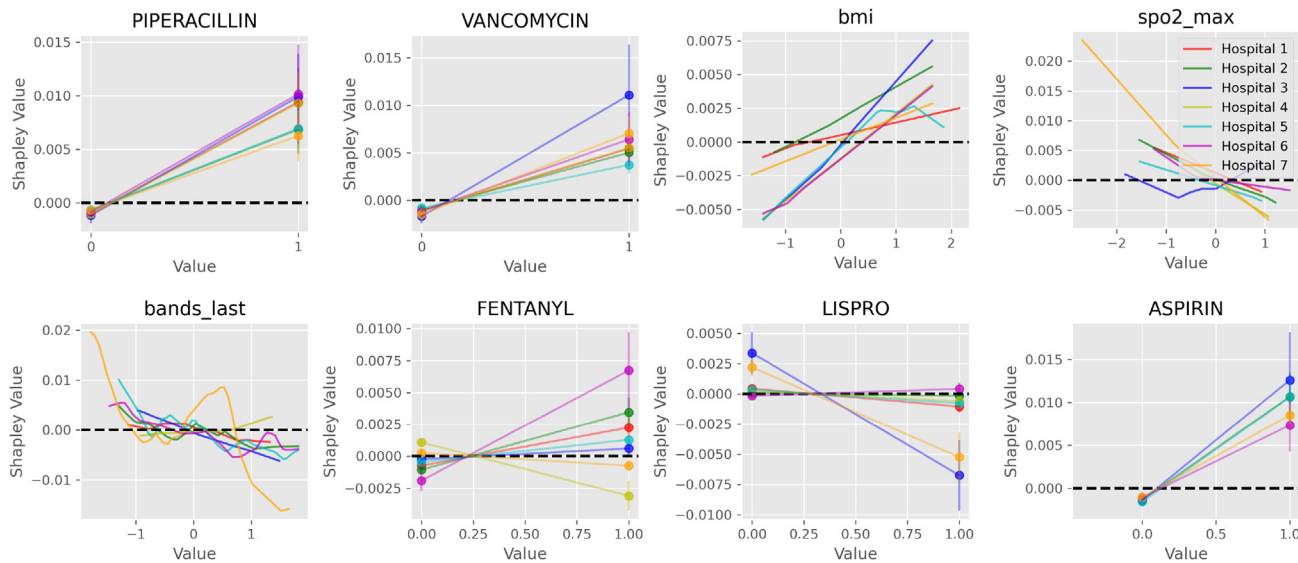 PIPERACILLIN
Shapley Value
0.015
0.010
0.005
0.000
0
1
Value
VANCOMYCIN
Shapley Value
0.015
0.010
0.005
0.000
0
1
Value
bmi
Shapley Value
0.0075
0.0050
0.0025
0.0000
−0.0025
−0.0050
−1
0
1
2
Value
spo2_max
Shapley Value
0.020
0.015
0.010
0.005
0.000
−0.005
−2
−1
0
1
Value
Hospital 1
Hospital 2
Hospital 3
Hospital 4
Hospital 5
Hospital 6
Hospital 7
bands_last
Shapley Value
0.02
0.01
0.00
−0.01
−1
0
1
Value
FENTANYL
Shapley Value
0.0100
0.0075
0.0050
0.0025
0.0000
−0.0025
0.00
0.25
0.50
0.75
1.00
Value
LISPRO
Shapley Value
0.0050
0.0025
0.0000
−0.0025
−0.0050
−0.0075
−0.0100
0.00
0.25
0.50
0.75
1.00
Value
ASPIRIN
Shapley Value
0.015
0.010
0.005
0.000
0.0
0.5
1.0
Value